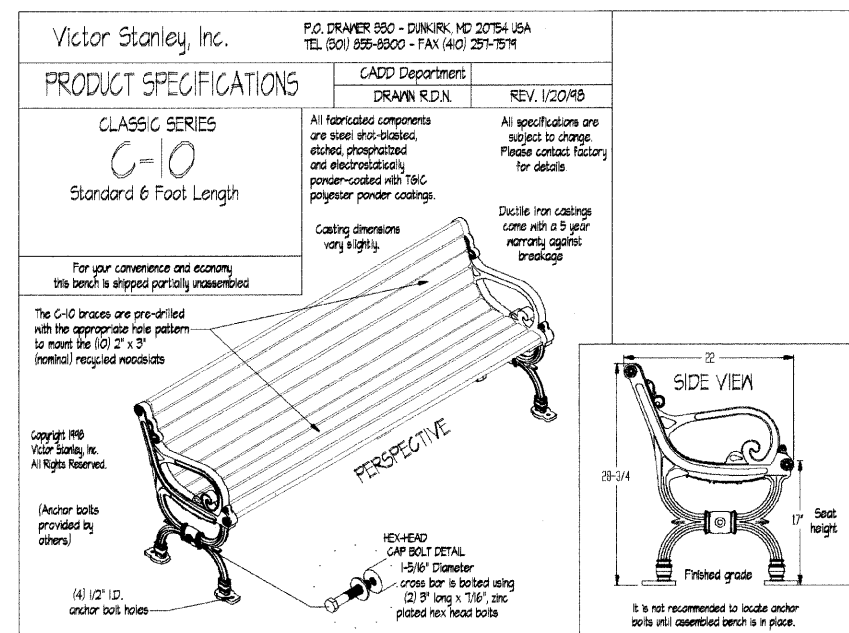 Victor Stanley, Inc.
P.O. DRAWER 330 - DUNKIRK, MD 20754 USA
TEL (301) 855-8300 - FAX (410) 257-7579
PRODUCT SPECIFICATIONS
CADD Department
DRAWN R.D.N.
REV. 1/20/98
CLASSIC SERIES
C-10
Standard 6 Foot Length
All fabricated components
are steel shot-blasted,
etched, phosphatized
and electrostatically
powder-coated with TGIC
polyester powder coatings.
All specifications are
subject to change.
Please contact factory
for details.
Casting dimensions
vary slightly.
Ductile iron castings
come with a 5 year
warranty against
breakage
For your convenience and economy
this bench is shipped partially unassembled
The C-10 braces are pre-drilled
with the appropriate hole pattern
to mount the (10) 2" x 3"
(nominal) recycled woodslats
Copyright 1998
Victor Stanley, Inc.
All Rights Reserved.
PERSPECTIVE
(Anchor bolts
provided by
others)
(4) 1/2" I.D.
anchor bolt holes
HEX-HEAD
CAP BOLT DETAIL
1-5/16" Diameter
cross bar is bolted using
(2) 3" long x 7/16", zinc
plated hex head bolts
22
SIDE VIEW
28-3/4
17"
Seat
height
Finished grade
It is not recommended to locate anchor
bolts until assembled bench is in place.